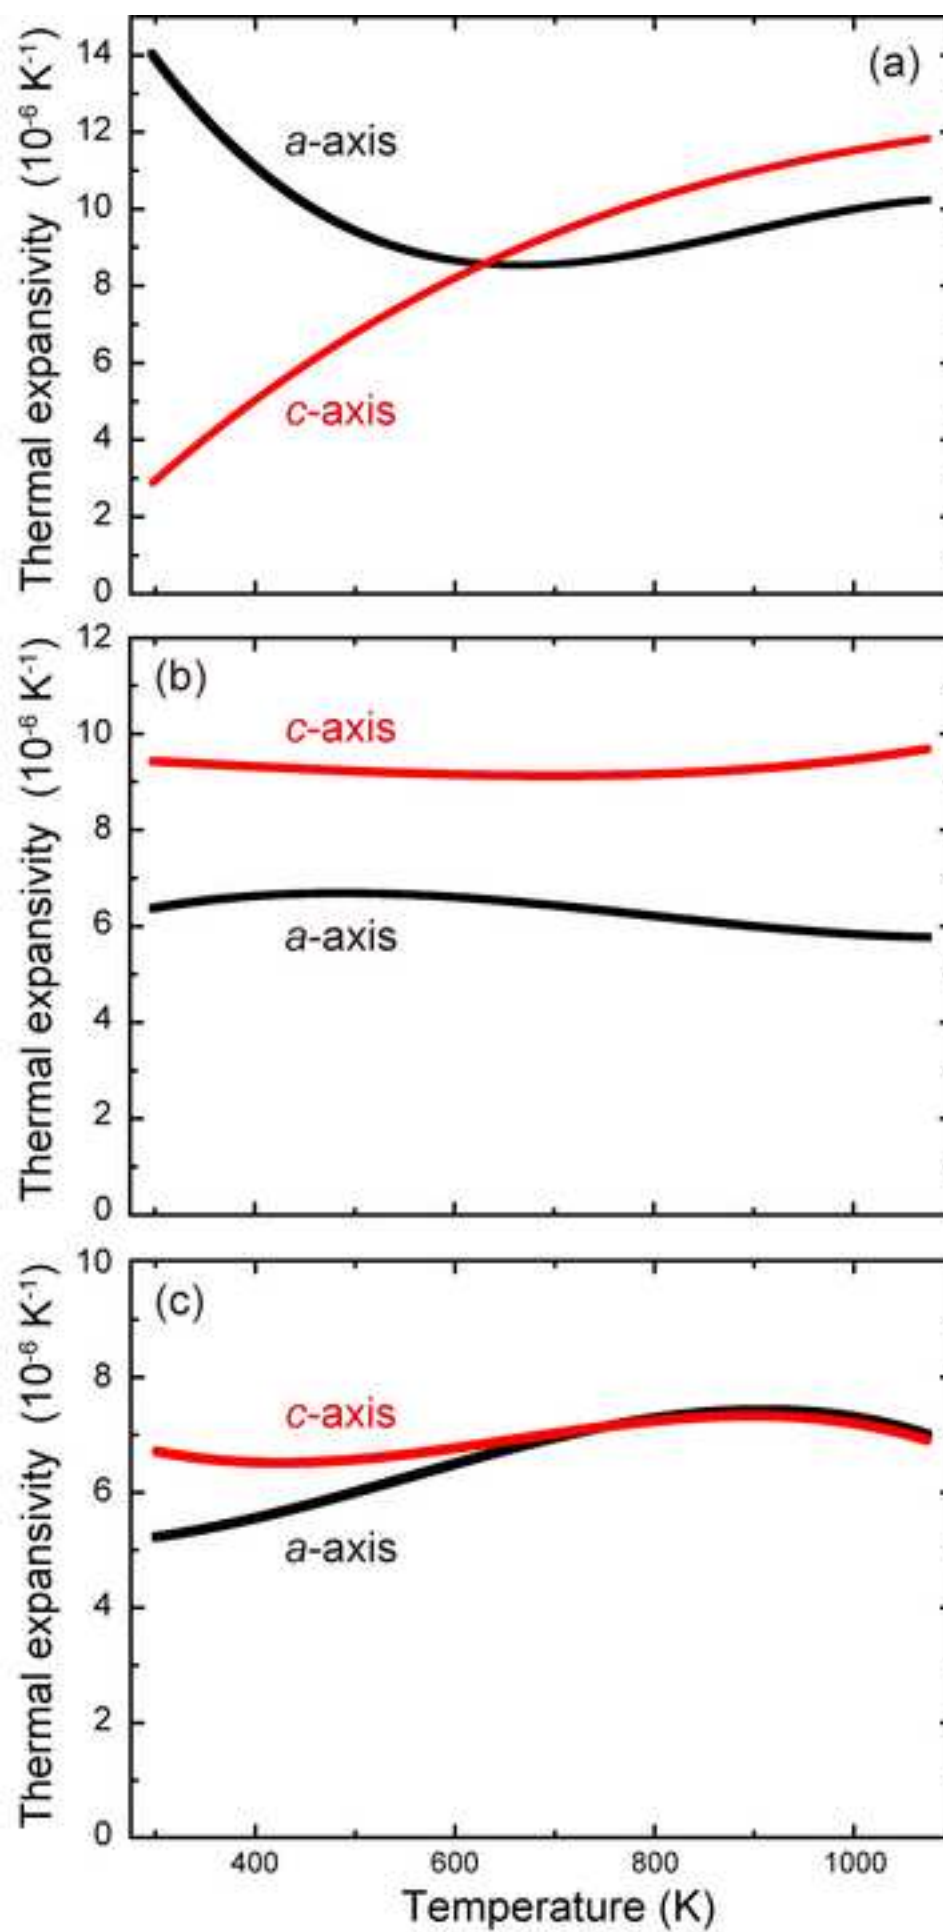 (a)
Thermal expansivity (10⁻⁶ K⁻¹)
14
12
10
8
6
4
2
0
a-axis
c-axis
(b)
Thermal expansivity (10⁻⁶ K⁻¹)
12
10
8
6
4
2
0
c-axis
a-axis
(c)
Thermal expansivity (10⁻⁶ K⁻¹)
10
8
6
4
2
0
c-axis
a-axis
400 600 800 1000
Temperature (K)